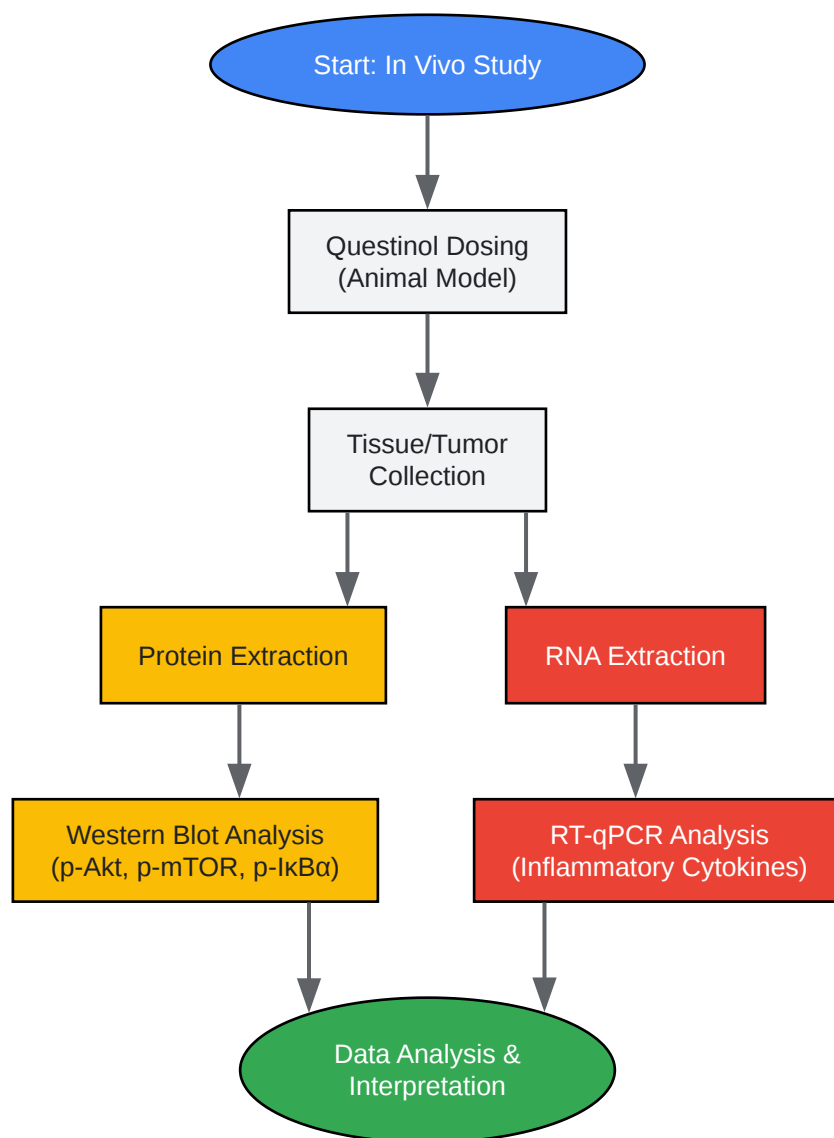 Start: In Vivo Study
Questinol Dosing
(Animal Model)
Tissue/Tumor
Collection
Protein Extraction
RNA Extraction
Western Blot Analysis
(p-Akt, p-mTOR, p-IκBα)
RT-qPCR Analysis
(Inflammatory Cytokines)
Data Analysis &
Interpretation